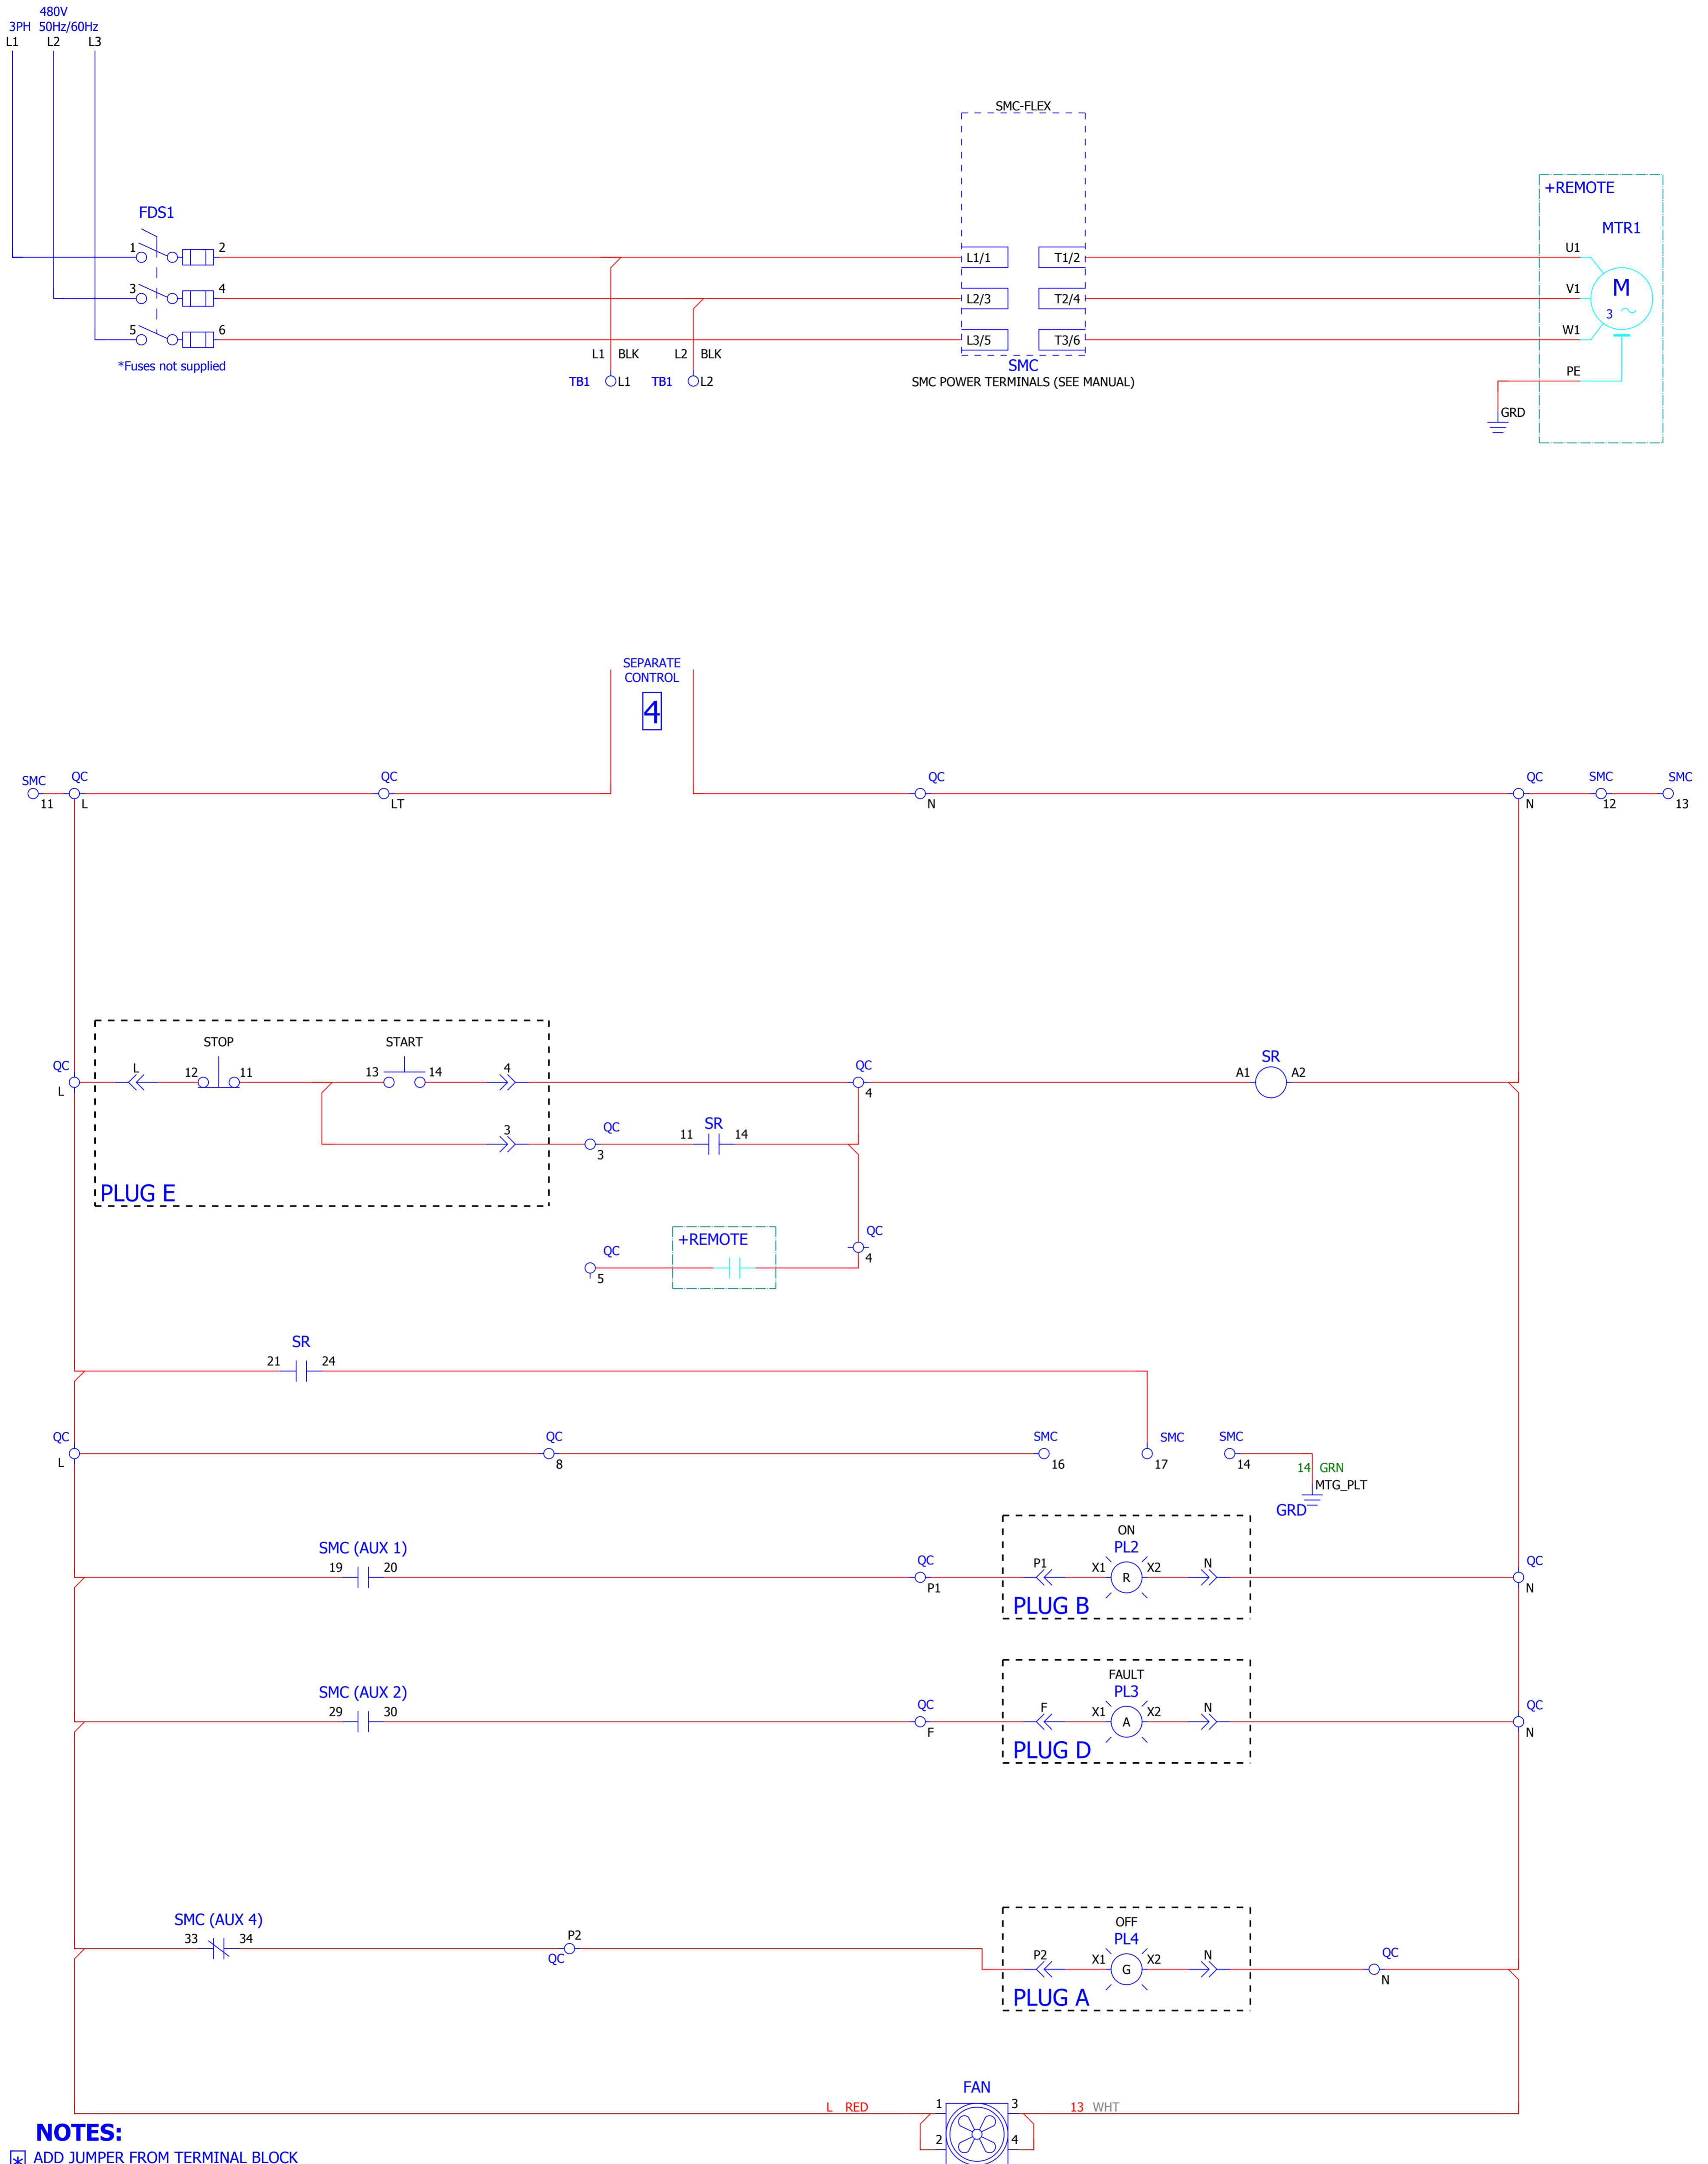 480V
3PH 50Hz/60Hz
L1 L2 L3
SMC-FLEX
+REMOTE
FDS1
MTR1
1 2
L1/1 T1/2
U1
3 4
L2/3 T2/4
V1
M
3
5 6
L3/5 T3/6
W1
*Fuses not supplied
L1 BLK L2 BLK
SMC
PE
TB1 L1 TB1 L2
SMC POWER TERMINALS (SEE MANUAL)
GRD
SEPARATE
CONTROL
4
SMC QC QC QC QC SMC SMC
11 L LT N N 12 13
STOP START
QC L 12 11 13 14 4 QC SR
A1 A2
L 4
3 QC SR
11 14
3
PLUG E
+REMOTE
QC QC
5 4
SR
21 24
QC QC SMC SMC SMC
L 8 16 17 14
14 GRN
MTG_PLT
GRD
ON
SMC (AUX 1)
PL2
19 20 QC P1 X1 R X2 N QC
P1 N
PLUG B
FAULT
SMC (AUX 2)
PL3
29 30 QC F X1 A X2 N QC
F N
PLUG D
OFF
SMC (AUX 4)
PL4
33 34 P2 P2 X1 G X2 N QC
QC N
PLUG A
FAN
L RED 1 3 13 WHT
2 4
NOTES:
* ADD JUMPER FROM TERMINAL BLOCK